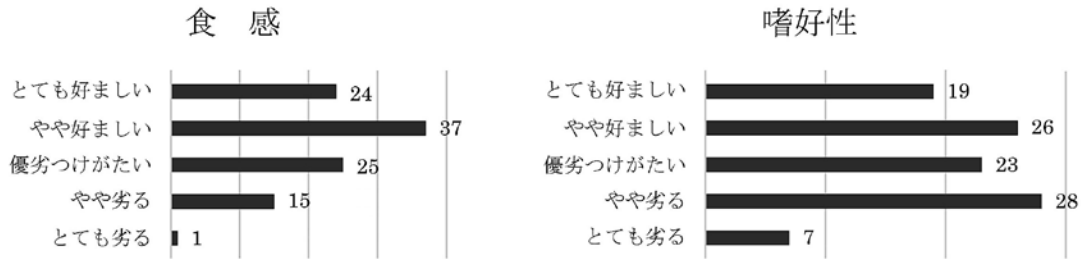 食 感
とても好ましい 24
やや好ましい 37
優劣つけがたい 25
やや劣る 15
とても劣る 1
嗜好性
とても好ましい 19
やや好ましい 26
優劣つけがたい 23
やや劣る 28
とても劣る 7